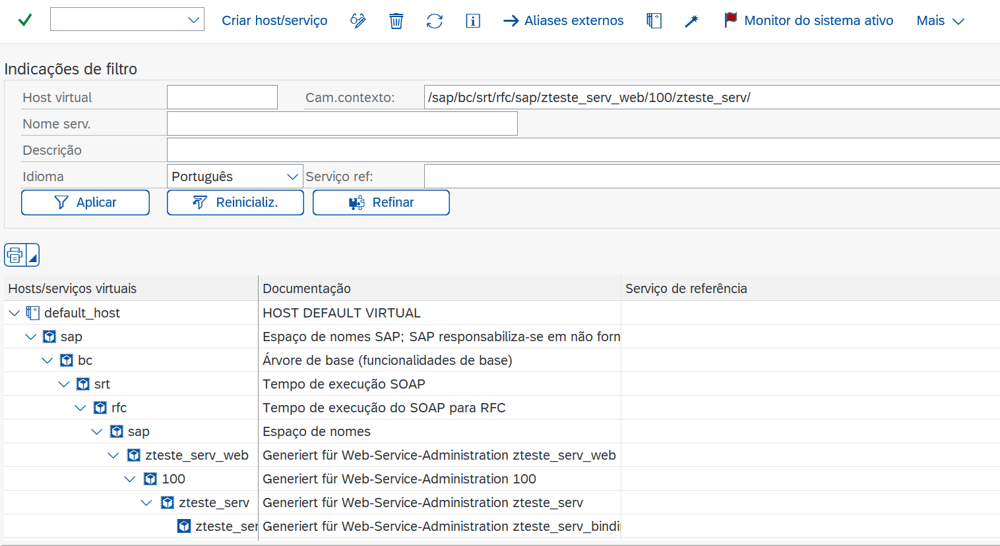 Criar host/serviço Aliases externos Monitor do sistema ativo Mais
Indicações de filtro
Host virtual Cam.contexto: /sap/bc/srt/rfc/sap/zteste_serv_web/100/zteste_serv/
Nome serv.
Descrição
Idioma Português Serviço ref:
Aplicar Reinicializ. Refinar
Hosts/serviços virtuais Documentação Serviço de referência
default_host HOST DEFAULT VIRTUAL
sap Espaço de nomes SAP; SAP responsabiliza-se em não forn
bc Árvore de base (funcionalidades de base)
srt Tempo de execução SOAP
rfc Tempo de execução do SOAP para RFC
sap Espaço de nomes
zteste_serv_web Generiert für Web-Service-Administration zteste_serv_web
100 Generiert für Web-Service-Administration 100
zteste_serv Generiert für Web-Service-Administration zteste_serv
zteste_ser Generiert für Web-Service-Administration zteste_serv_bindi